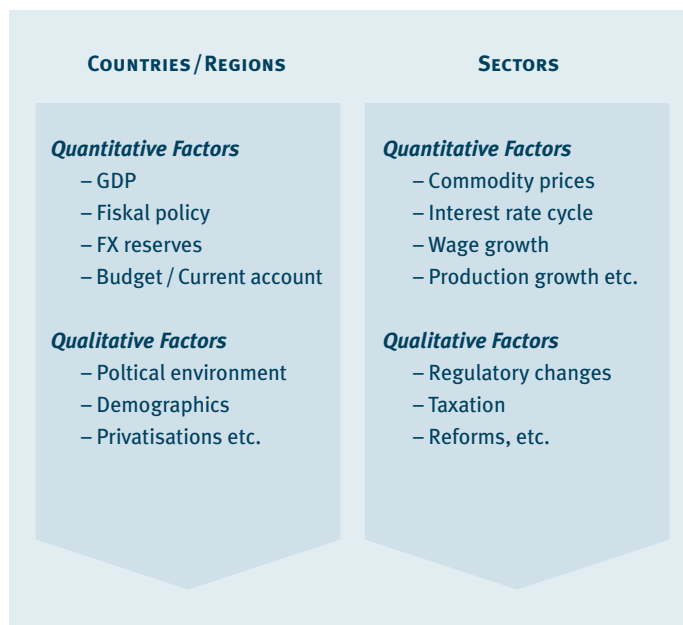 COUNTRIES/REGIONS
Quantitative Factors
– GDP
– Fiskal policy
– FX reserves
– Budget / Current account
Qualitative Factors
– Poltical environment
– Demographics
– Privatisations etc.
SECTORS
Quantitative Factors
– Commodity prices
– Interest rate cycle
– Wage growth
– Production growth etc.
Qualitative Factors
– Regulatory changes
– Taxation
– Reforms, etc.